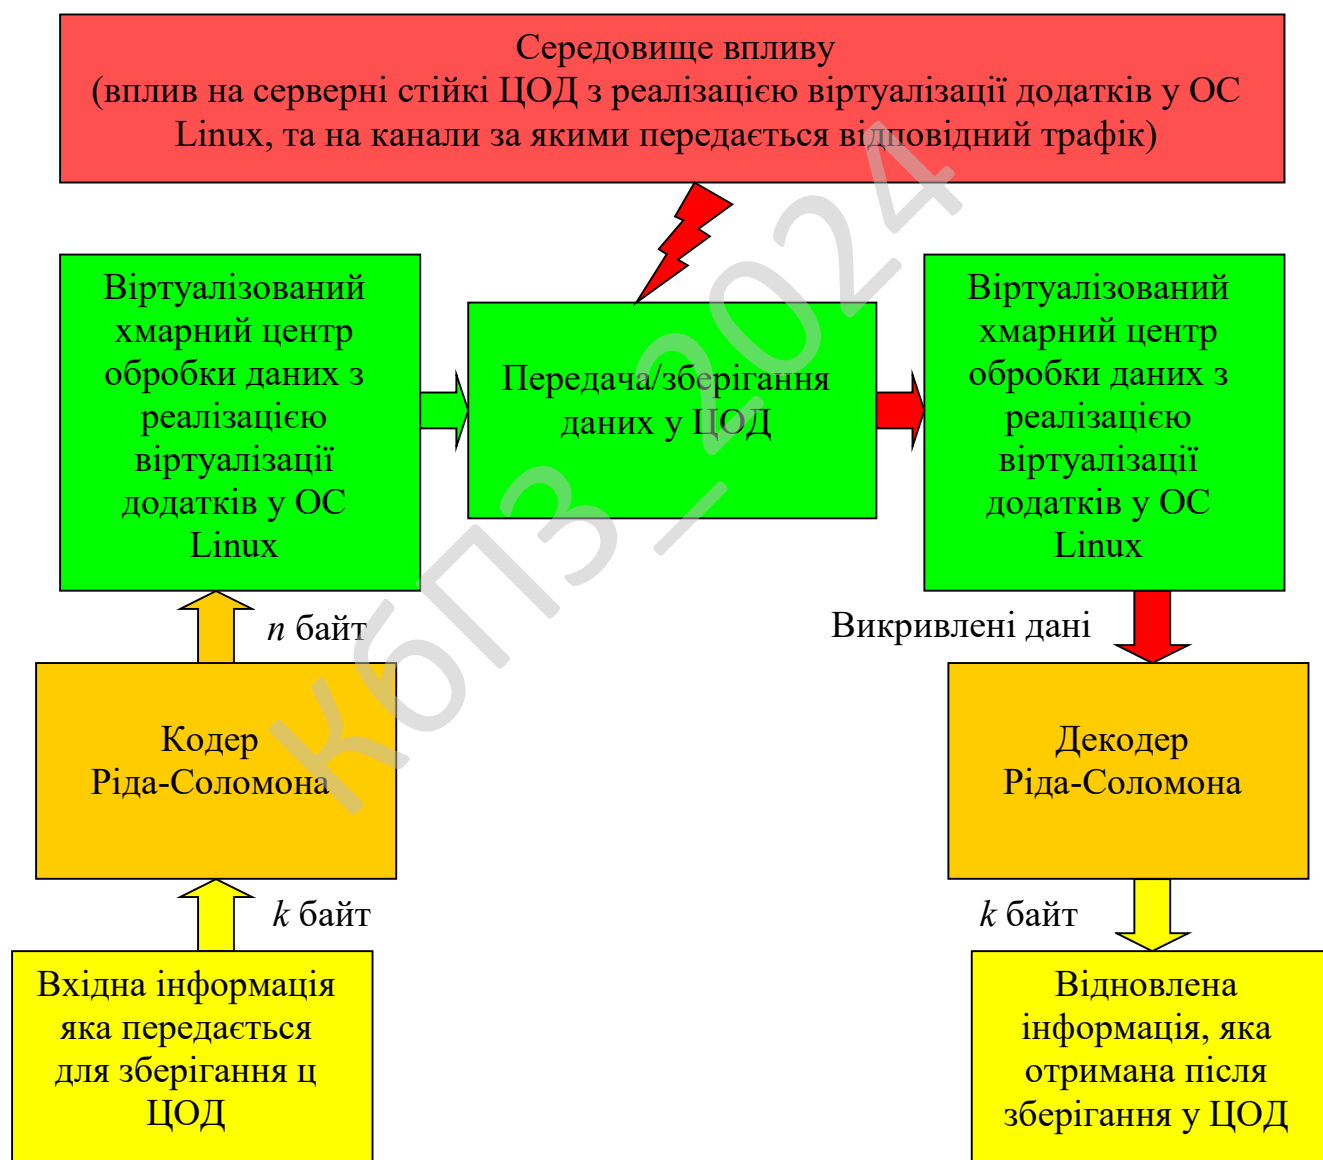 Середовище впливу
(вплив на серверні стійкі ЦОД з реалізацією віртуалізації додатків у ОС
Linux, та на канали за якими передається відповідний трафік)
Віртуалізований
хмарний центр
обробки даних з
реалізацією
віртуалізації
додатків у ОС
Linux
Передача/зберігання
даних у ЦОД
Віртуалізований
хмарний центр
обробки даних з
реалізацією
віртуалізації
додатків у ОС
Linux
n байт
Викривлені дані
Кодер
Ріда-Соломона
Декодер
Ріда-Соломона
k байт
k байт
Вхідна інформація
яка передається
для зберігання ц
ЦОД
Відновлена
інформація, яка
отримана після
зберігання у ЦОД
КбПЗ_2024